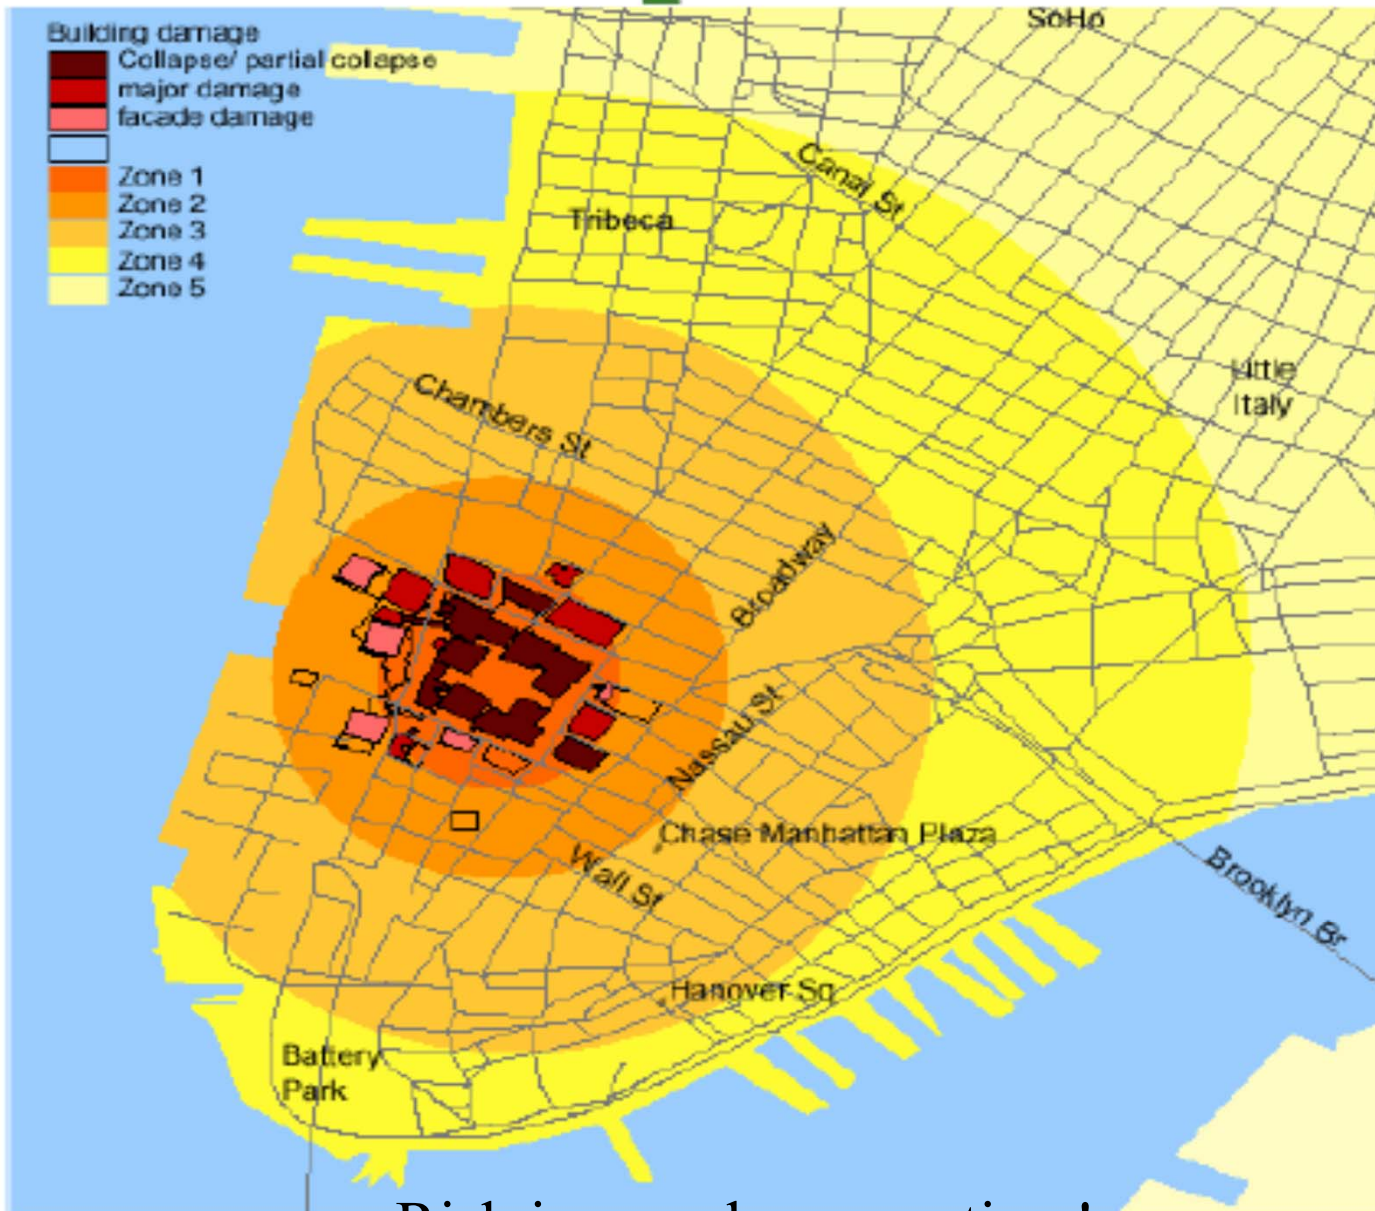 Building damage
Collapse/ partial collapse
major damage
facade damage
Zone 1
Zone 2
Zone 3
Zone 4
Zone 5
SoHo
Canal St
Tribeca
Little
Italy
Chambers St
Broadway
Nassau St
Chase Manhattan Plaza
Wall St
Brooklyn Br
Hanover Sq
Battery
Park